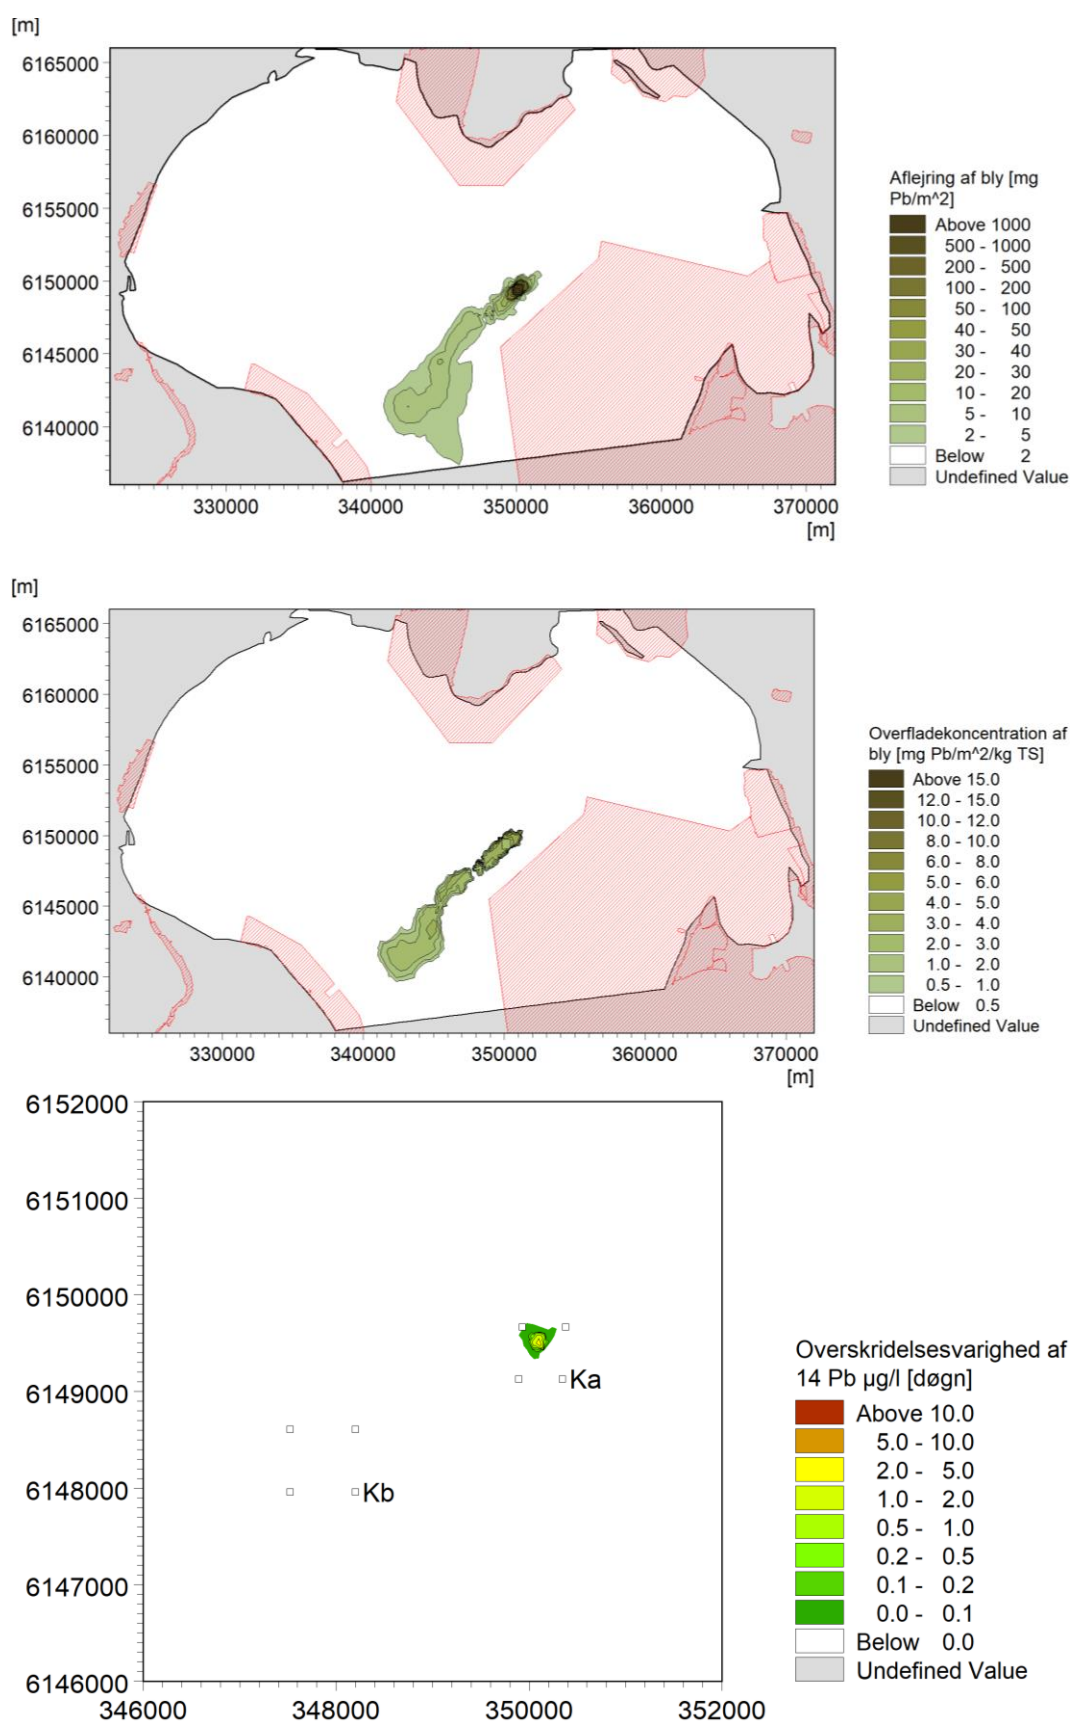 [m]
6165000
6160000
6155000
6150000
6145000
6140000
330000 340000 350000 360000 370000
[m]
Aflejring af bly [mg
Pb/m^2]
Above 1000
500 - 1000
200 - 500
100 - 200
50 - 100
40 - 50
30 - 40
20 - 30
10 - 20
5 - 10
2 - 5
Below 2
Undefined Value
[m]
6165000
6160000
6155000
6150000
6145000
6140000
330000 340000 350000 360000 370000
[m]
Overfladekoncentration af
bly [mg Pb/m^2/kg TS]
Above 15.0
12.0 - 15.0
10.0 - 12.0
8.0 - 10.0
6.0 - 8.0
5.0 - 6.0
4.0 - 5.0
3.0 - 4.0
2.0 - 3.0
1.0 - 2.0
0.5 - 1.0
Below 0.5
Undefined Value
6152000
6151000
6150000
6149000
6148000
6147000
6146000
346000 348000 350000 352000
Ka
Kb
Overskridelsesvarighed af
14 Pb µg/l [døgn]
Above 10.0
5.0 - 10.0
2.0 - 5.0
1.0 - 2.0
0.5 - 1.0
0.2 - 0.5
0.1 - 0.2
0.0 - 0.1
Below 0.0
Undefined Value